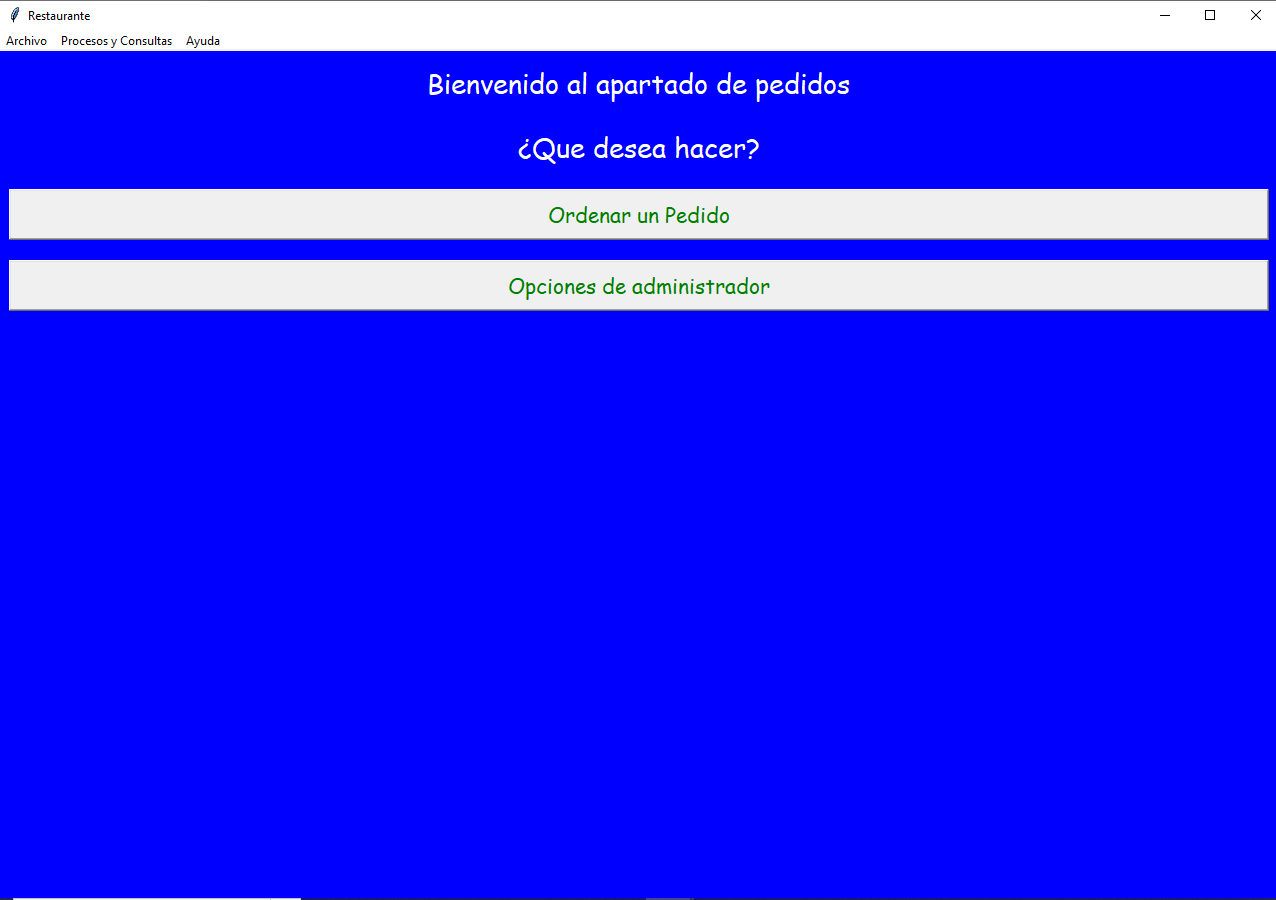 Restaurante
Archivo Procesos y Consultas Ayuda
Bienvenido al apartado de pedidos
¿Que desea hacer?
Ordenar un Pedido
Opciones de administrador